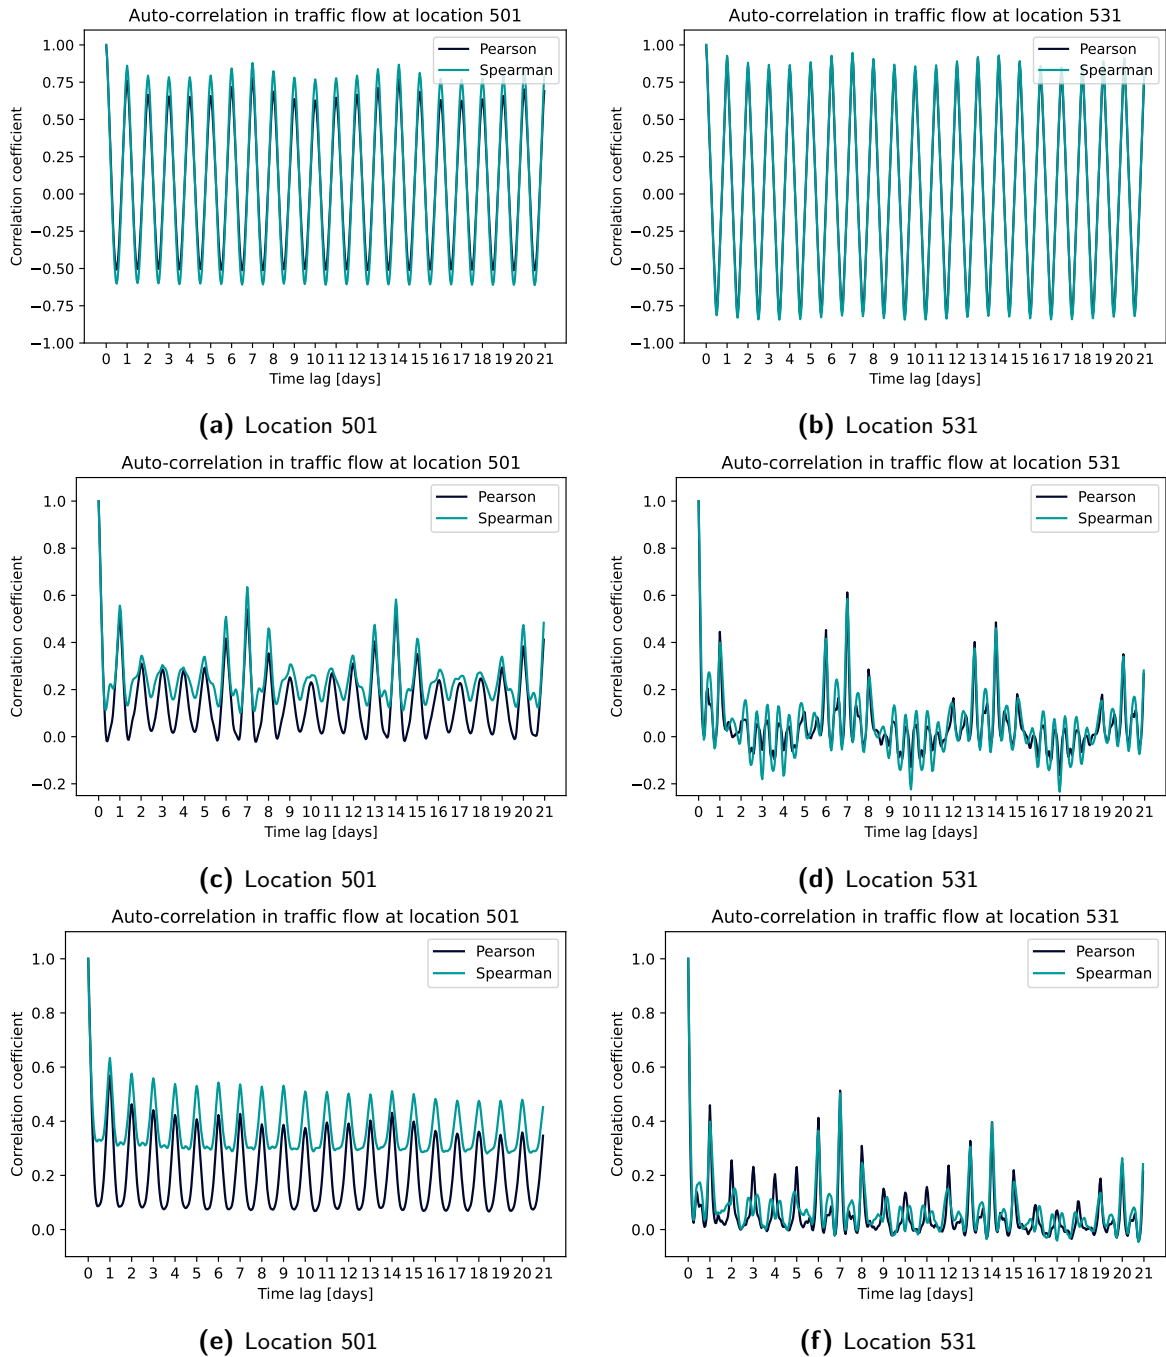 Auto-correlation in traffic flow at location 501
Correlation coefficient
1.00
0.75
0.50
0.25
0.00
−0.25
−0.50
−0.75
−1.00
Pearson
Spearman
0 1 2 3 4 5 6 7 8 9 10 11 12 13 14 15 16 17 18 19 20 21
Time lag [days]
(a) Location 501
Auto-correlation in traffic flow at location 531
Correlation coefficient
1.00
0.75
0.50
0.25
0.00
−0.25
−0.50
−0.75
−1.00
Pearson
Spearman
0 1 2 3 4 5 6 7 8 9 10 11 12 13 14 15 16 17 18 19 20 21
Time lag [days]
(b) Location 531
Auto-correlation in traffic flow at location 501
Correlation coefficient
1.0
0.8
0.6
0.4
0.2
0.0
−0.2
Pearson
Spearman
0 1 2 3 4 5 6 7 8 9 10 11 12 13 14 15 16 17 18 19 20 21
Time lag [days]
(c) Location 501
Auto-correlation in traffic flow at location 531
Correlation coefficient
1.0
0.8
0.6
0.4
0.2
0.0
−0.2
Pearson
Spearman
0 1 2 3 4 5 6 7 8 9 10 11 12 13 14 15 16 17 18 19 20 21
Time lag [days]
(d) Location 531
Auto-correlation in traffic flow at location 501
Correlation coefficient
1.0
0.8
0.6
0.4
0.2
0.0
Pearson
Spearman
0 1 2 3 4 5 6 7 8 9 10 11 12 13 14 15 16 17 18 19 20 21
Time lag [days]
(e) Location 501
Auto-correlation in traffic flow at location 531
Correlation coefficient
1.0
0.8
0.6
0.4
0.2
0.0
Pearson
Spearman
0 1 2 3 4 5 6 7 8 9 10 11 12 13 14 15 16 17 18 19 20 21
Time lag [days]
(f) Location 531